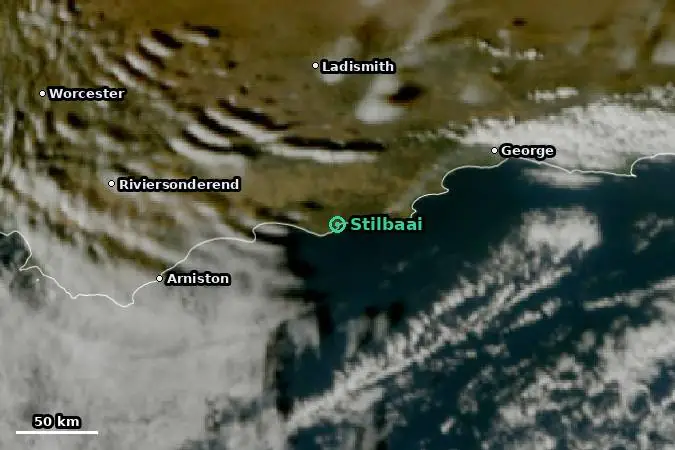 Ladismith
Worcester
George
Riviersonderend
Stilbaai
Arniston
50 km